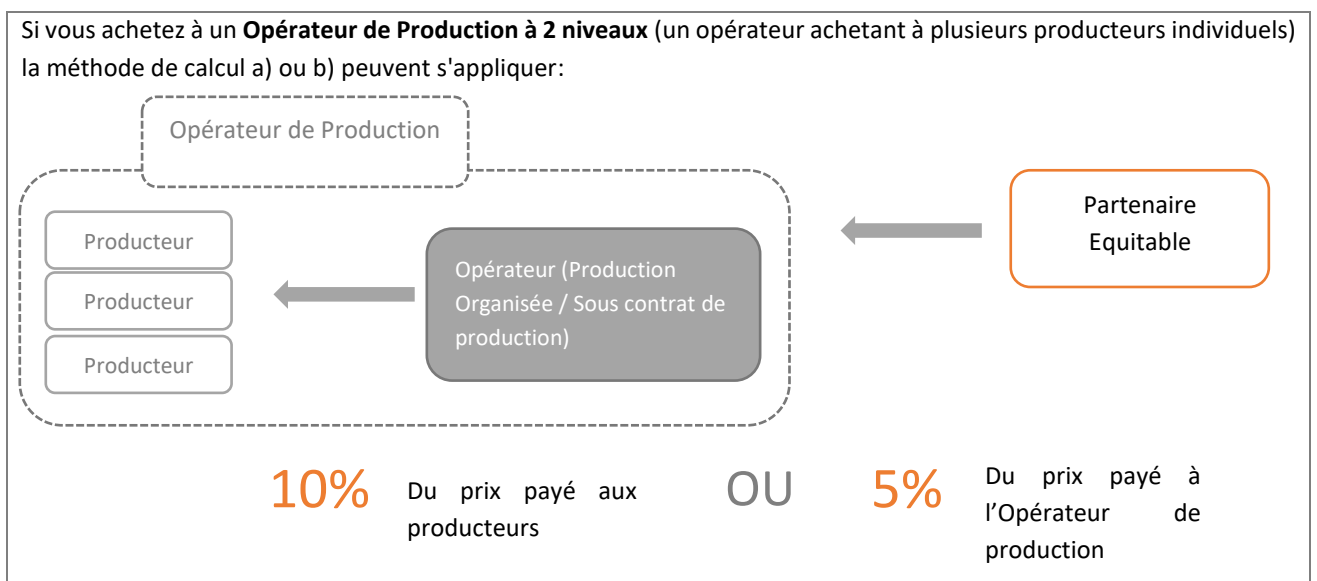 Si vous achetez à un Opérateur de Production à 2 niveaux (un opérateur achetant à plusieurs producteurs individuels)
la méthode de calcul a) ou b) peuvent s'appliquer:
Opérateur de Production
Producteur
Producteur
Producteur
Opérateur (Production
Organisée / Sous contrat de
production)
Partenaire
Equitable
10%
Du prix payé aux
producteurs
OU
5%
Du prix payé à
l’Opérateur de
production